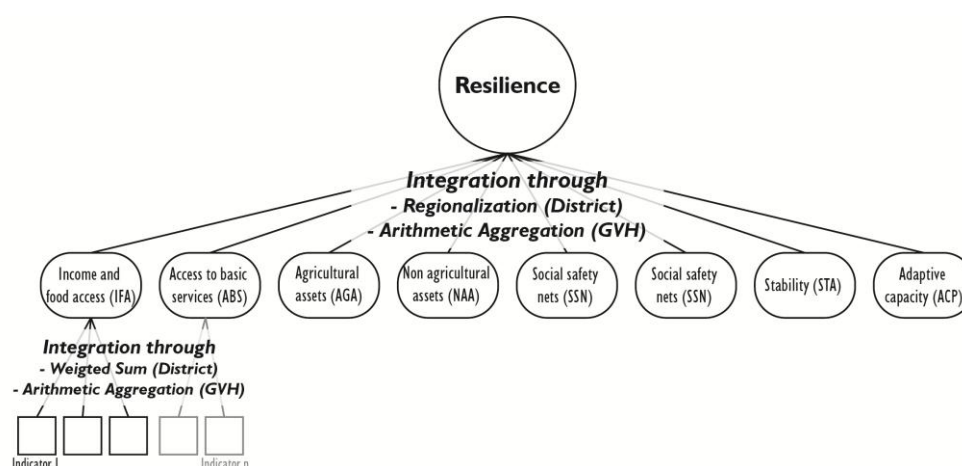 Resilience
Integration through
- Regionalization (District)
- Arithmetic Aggregation (GVH)
Income and
food access (IFA)
Access to basic
services (ABS)
Agricultural
assets (AGA)
Non agricultural
assets (NAA)
Social safety
nets (SSN)
Social safety
nets (SSN)
Stability (STA)
Adaptive
capacity (ACP)
Integration through
- Weigted Sum (District)
- Arithmetic Aggregation (GVH)
Indicator 1
Indicator n